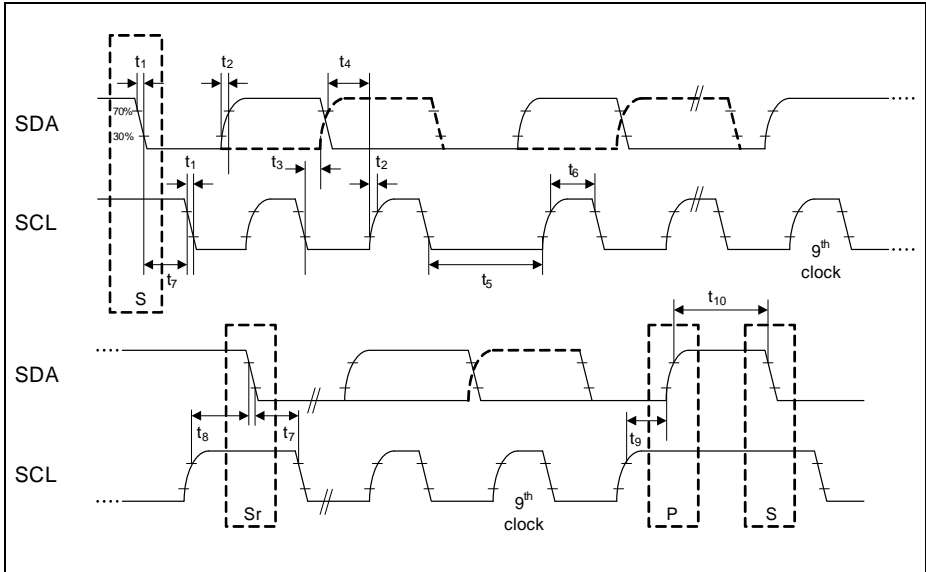 t1 t2 t4
SDA
70%
30%
t1 t3 t2 t6
SCL
t7 t5
9th
clock
S
t10
SDA
t8 t7 t9
SCL
Sr
9th
clock
P
S